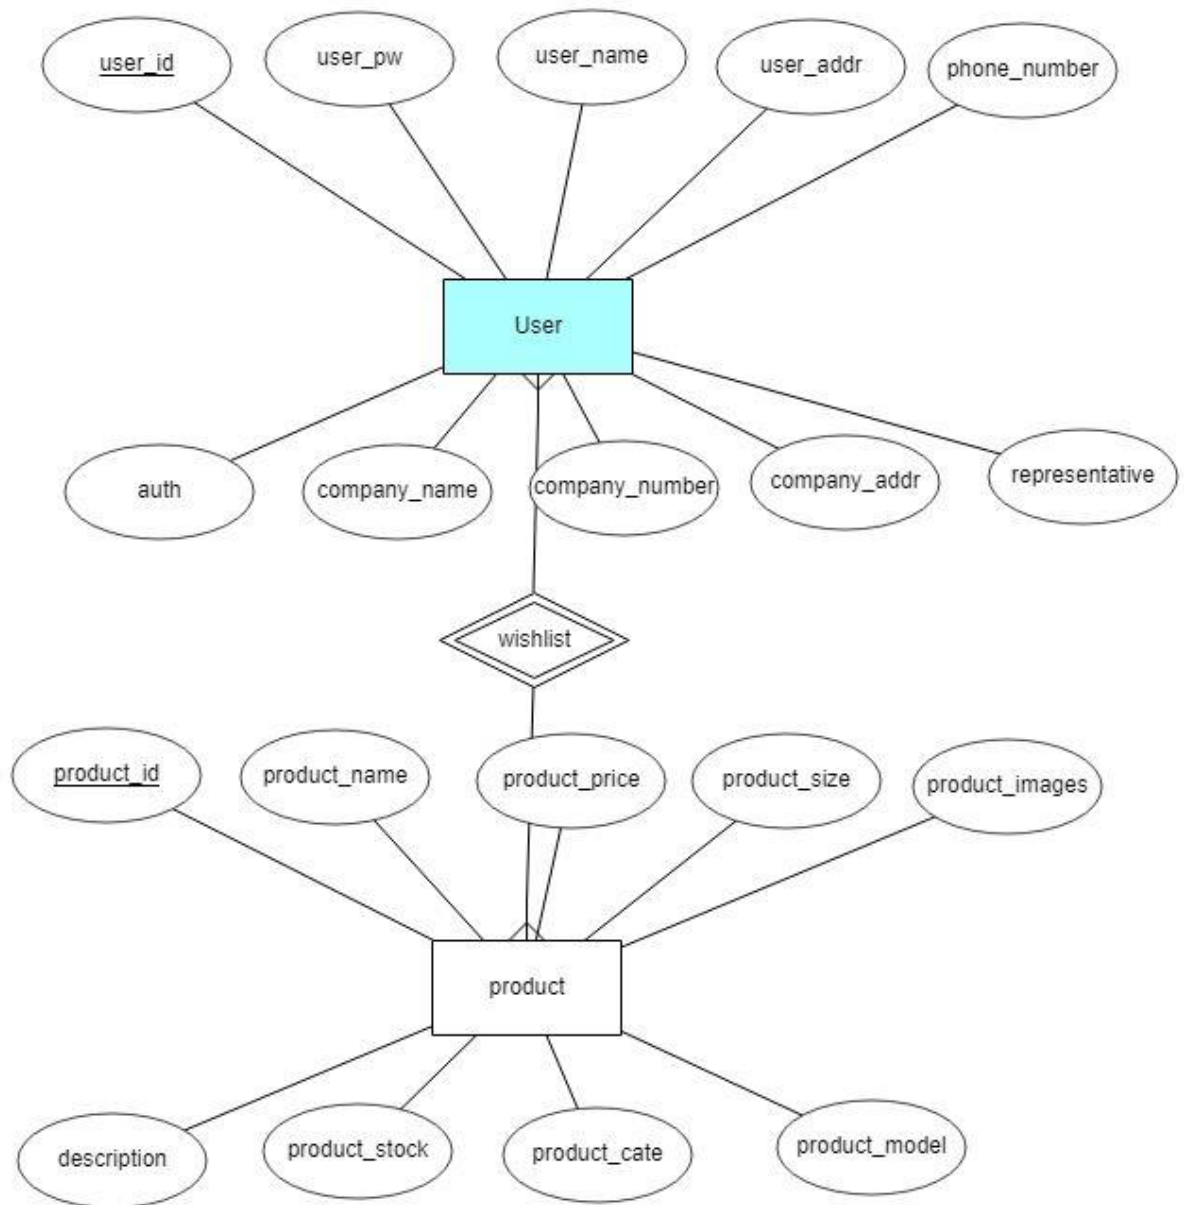 user_id
user_pw
user_name
user_addr
phone_number
User
auth
company_name
company_number
company_addr
representative
wishlist
product_id
product_name
product_price
product_size
product_images
product
description
product_stock
product_cate
product_model